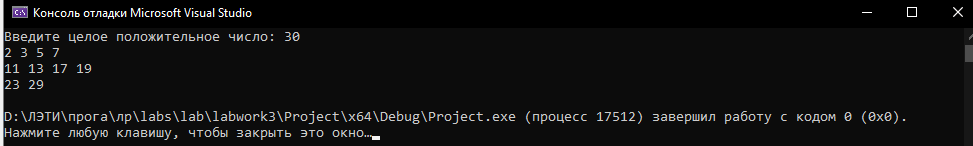 Консоль отладки Microsoft Visual Studio
Введите целое положительное число: 30
2 3 5 7
11 13 17 19
23 29
D:\ЛЭТИ\прога\лр\labs\lab\labwork3\Project\x64\Debug\Project.exe (процесс 17512) завершил работу с кодом 0 (0x0).
Нажмите любую клавишу, чтобы закрыть это окно…